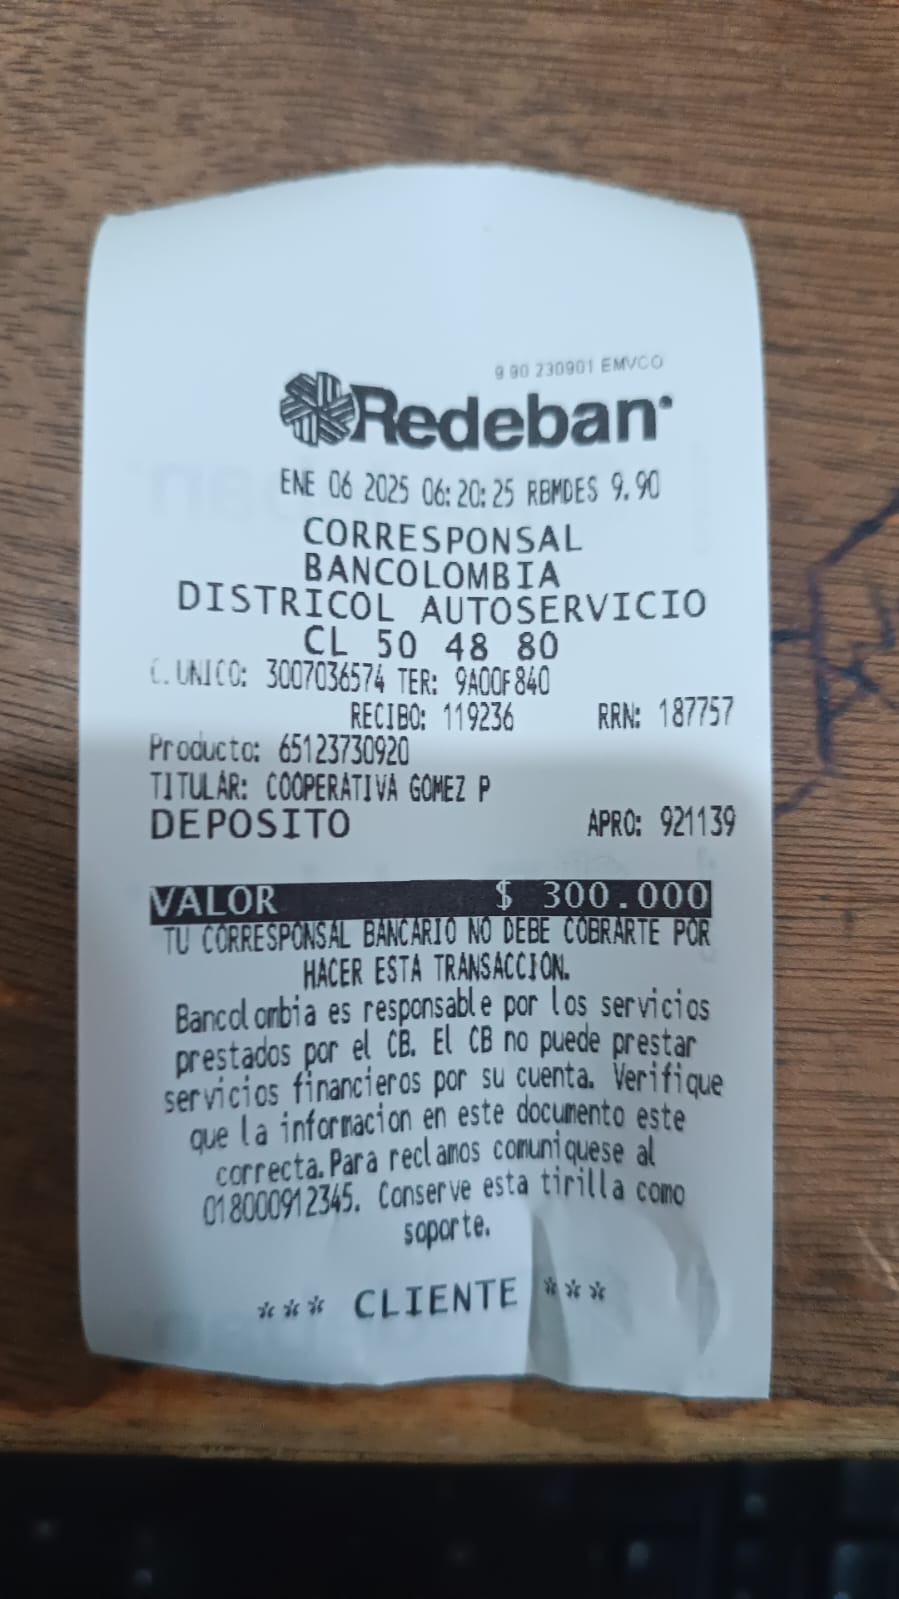 9 90 230901 EMVCO
Redeban
ENE 06 2025 06:20:25 RBMDES 9.90
CORRESPONSAL
BANCOLOMBIA
DISTRICOL AUTOSERVICIO
CL 50 48 80
C.UNICO: 3007036574 TER: 9A00F840
RECIBO: 119236 RRN: 187757
Producto: 65123730920
TITULAR: COOPERATIVA GOMEZ P
DEPOSITO APRO: 921139
VALOR $ 300.000
TU CORRESPONSAL BANCARIO NO DEBE COBRARTE POR
HACER ESTA TRANSACCION.
Bancolombia es responsable por los servicios
prestados por el CB. El CB no puede prestar
servicios financieros por su cuenta. Verifique
que la informacion en este documento este
correcta.Para reclamos comuniquese al
018000912345. Conserve esta tirilla como
soporte.
*** CLIENTE ***